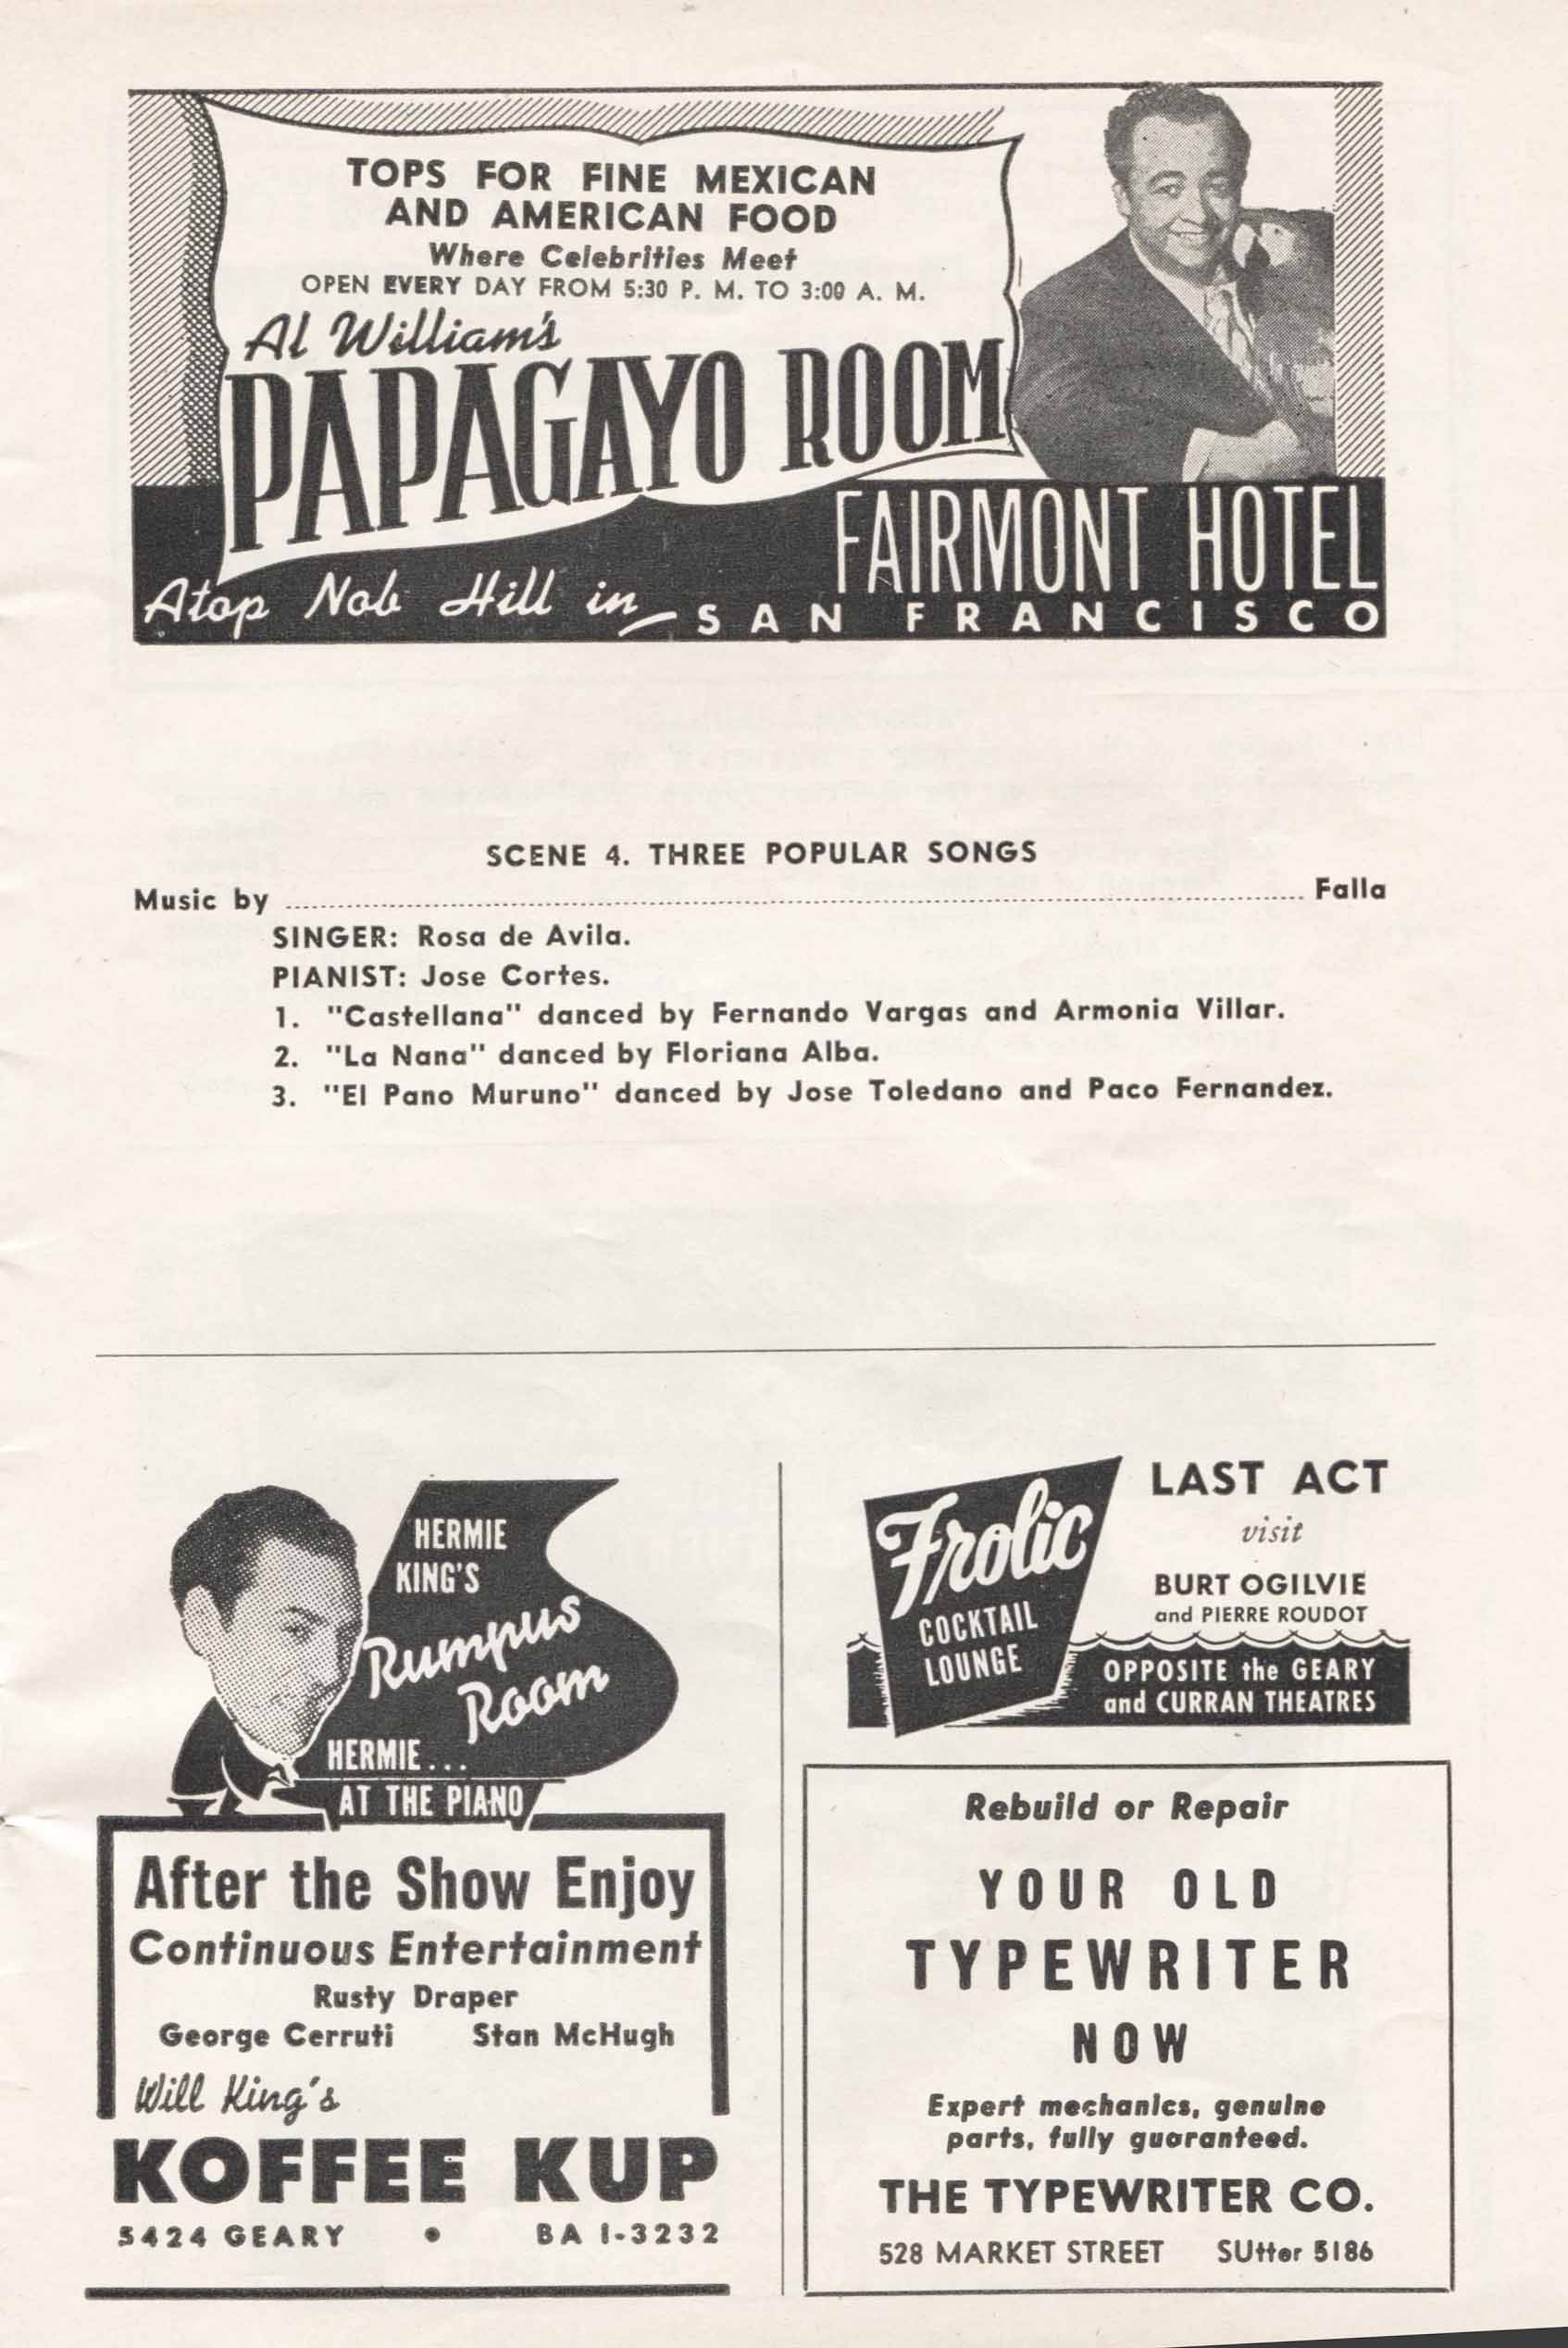 TOPS FOR FINE MEXICAN
AND AMERICAN FOOD
Where Celebrities Meet
OPEN EVERY DAY FROM 5:30 P. M. TO 3:00 A. M.
Al William's
PAPAGAYO ROOM
FAIRMONT HOTEL
Atop Nob Hill in SAN FRANCISCO
SCENE 4. THREE POPULAR SONGS
Music by ........ Falla
SINGER: Rosa de Avila.
PIANIST: Jose Cortes.
1. "Castellana" danced by Fernando Vargas and Armonia Villar.
2. "La Nana" danced by Floriana Alba.
3. "El Pano Muruno" danced by Jose Toledano and Paco Fernandez.
HERMIE
KING'S
Rumpus
Room
HERMIE...
AT THE PIANO
After the Show Enjoy
Continuous Entertainment
Rusty Draper
George Cerruti Stan McHugh
Will King's
KOFFEE KUP
5424 GEARY • BA 1-3232
Frolic
COCKTAIL
LOUNGE
LAST ACT
visit
BURT OGILVIE
and PIERRE ROUDOT
OPPOSITE the GEARY
and CURRAN THEATRES
Rebuild or Repair
YOUR OLD
TYPEWRITER
NOW
Expert mechanics, genuine
parts, fully guaranteed.
THE TYPEWRITER CO.
528 MARKET STREET SUtter 5186